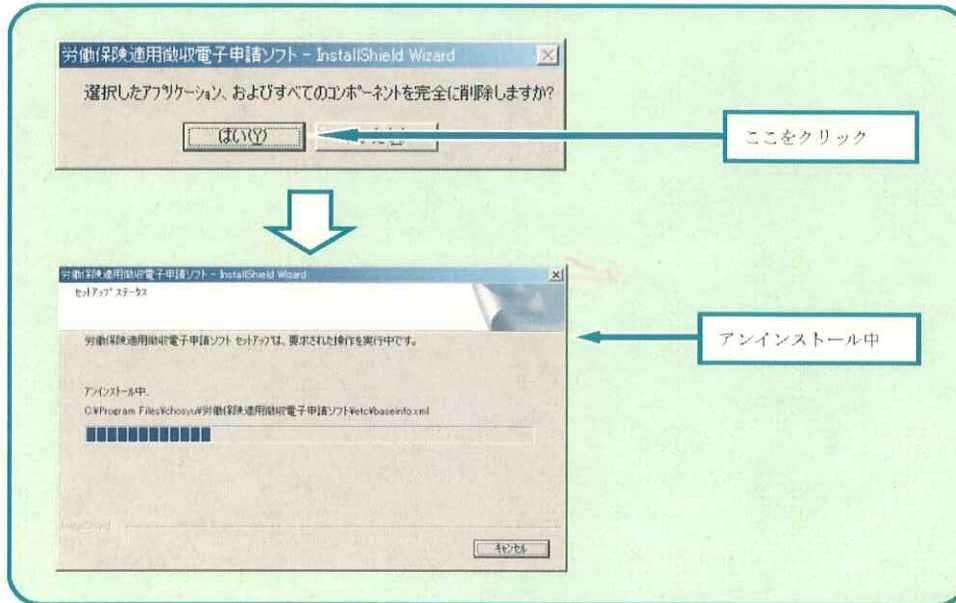 労働保険適用徴収電子申請ソフト - InstallShield Wizard
選択したアプリケーション、およびすべてのコンポーネントを完全に削除しますか?
はい(Y)
ここをクリック
労働保険適用徴収電子申請ソフト - InstallShield Wizard
セットアップ ステータス
労働保険適用徴収電子申請ソフト セットアップは、要求された操作を実行中です。
アンインストール中
アンインストール中..
C:¥Program Files¥chosyu¥労働保険適用徴収電子申請ソフト¥etc¥baseinfo.xml
InstallShield
キャンセル